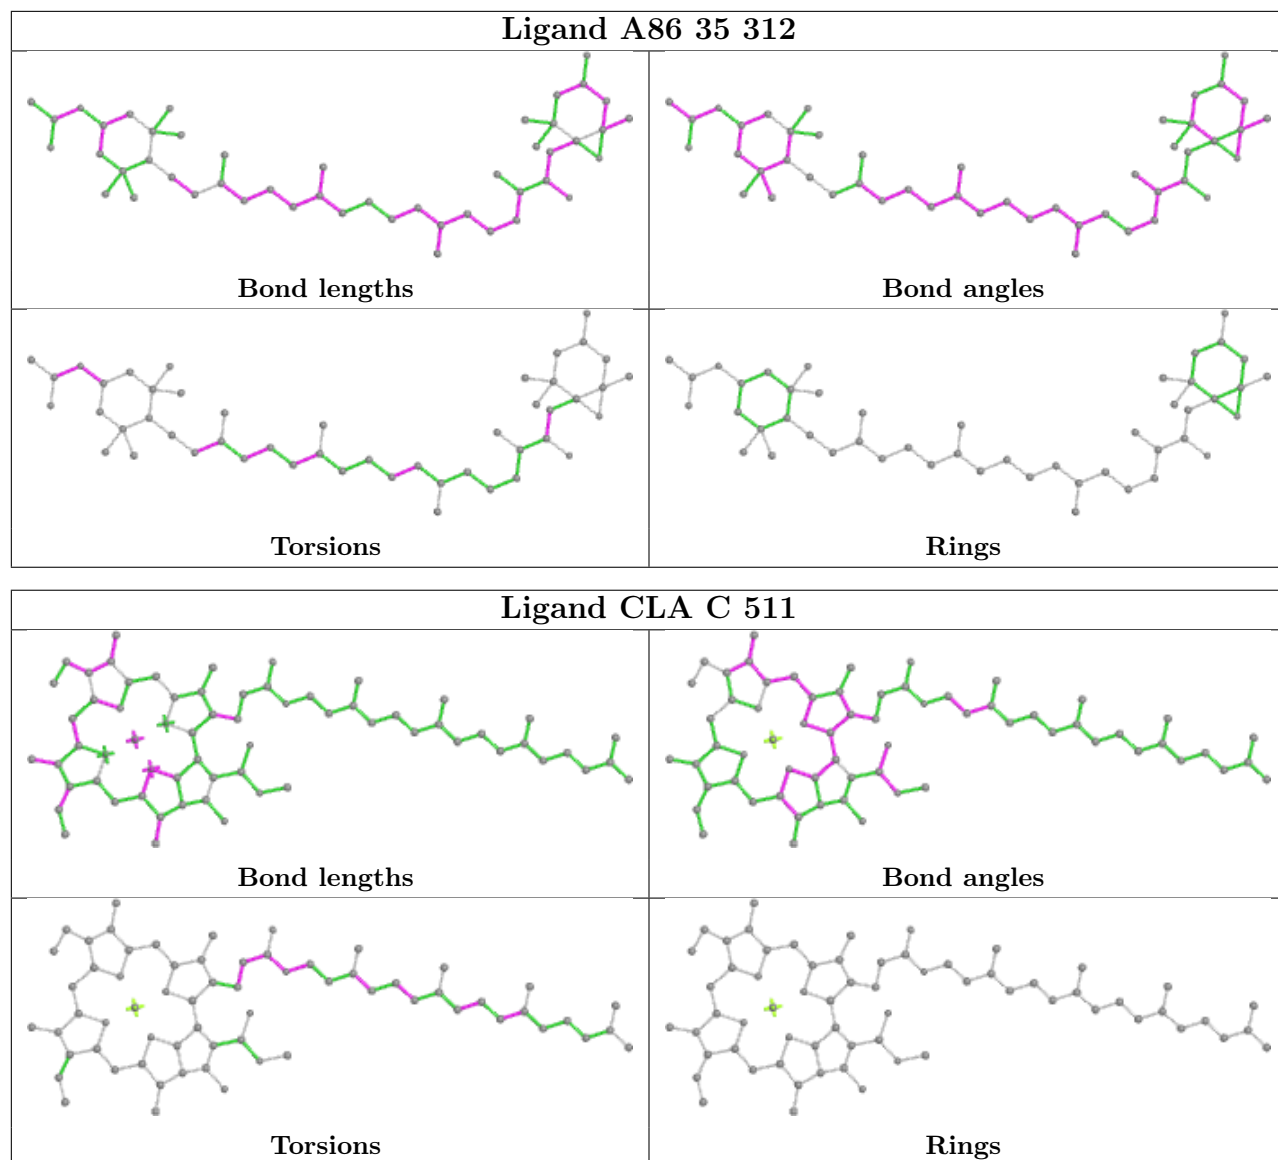 Ligand A86 35 312
Bond lengths
Bond angles
Torsions
Rings
Ligand CLA C 511
Bond lengths
Bond angles
Torsions
Rings